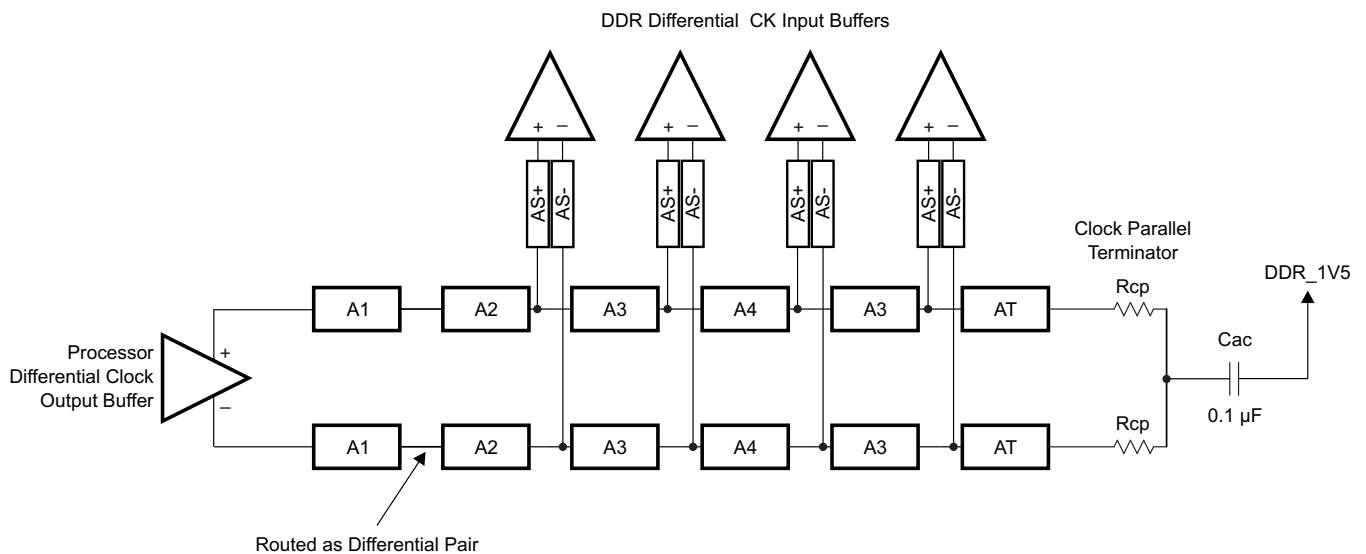 DDR Differential CK Input Buffers
+ –
+ –
+ –
+ –
AS+
AS-
AS+
AS-
AS+
AS-
AS+
AS-
Clock Parallel
Terminator
DDR_1V5
Rcp
A1
A2
A3
A4
A3
AT
Processor
Differential Clock
Output Buffer
+
–
Cac
0.1 µF
Rcp
A1
A2
A3
A4
A3
AT
Routed as Differential Pair